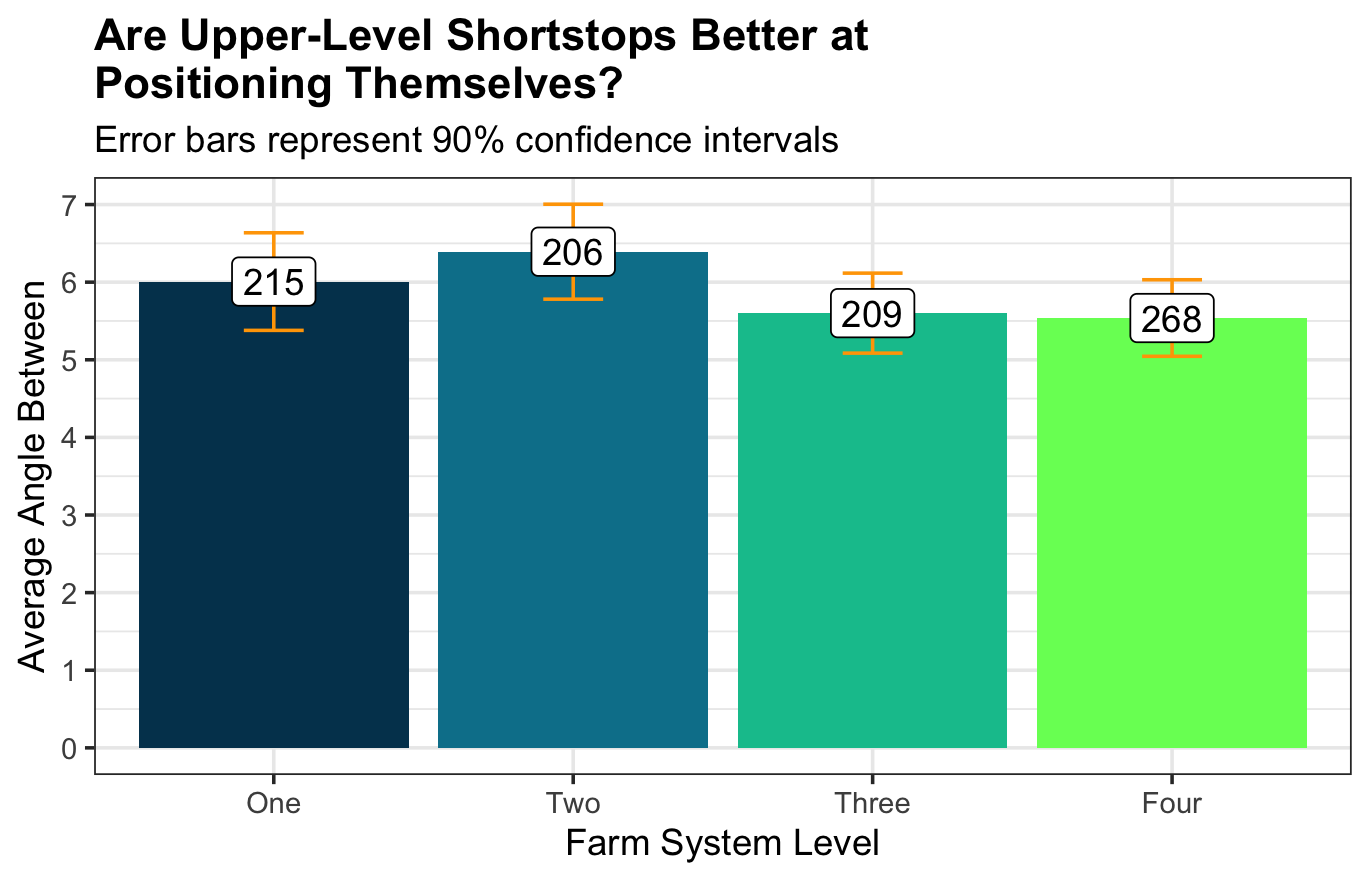 Are Upper-Level Shortstops Better at
Positioning Themselves?
Error bars represent 90% confidence intervals
Average Angle Between
7
6
5
4
3
2
1
0
215
206
209
268
One
Two
Three
Four
Farm System Level